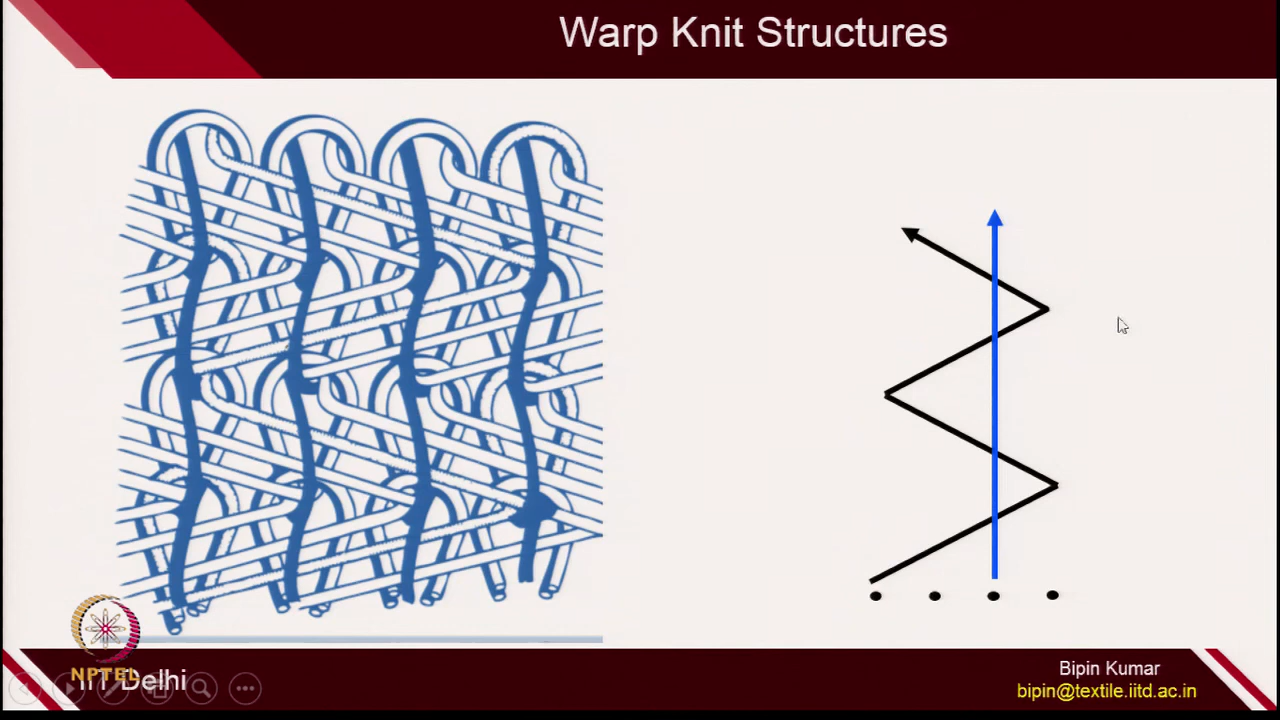 Warp Knit Structures
NPTEL
IIT Delhi
Bipin Kumar
bipin@textile.iitd.ac.in